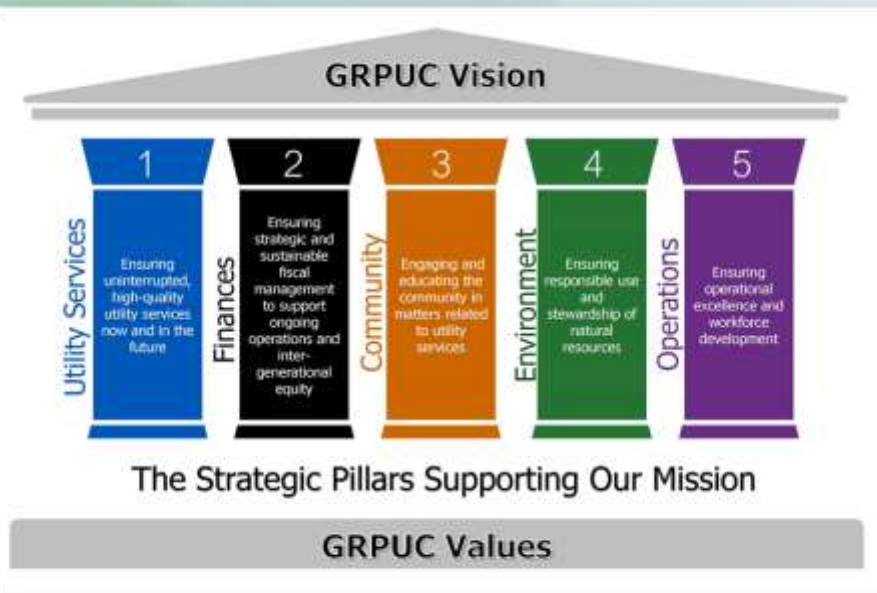 GRPUC Vision
1
Utility Services
Ensuring
uninterrupted,
high-quality
utility services
now and in the
future
2
Finances
Ensuring
strategic and
sustainable
fiscal
management
to support
ongoing
operations and
inter-
generational
equity
3
Community
Engaging and
educating the
community in
matters related
to utility
services
4
Environment
Ensuring
responsible use
and
stewardship of
natural
resources
5
Operations
Ensuring
operational
excellence and
workforce
development
The Strategic Pillars Supporting Our Mission
GRPUC Values